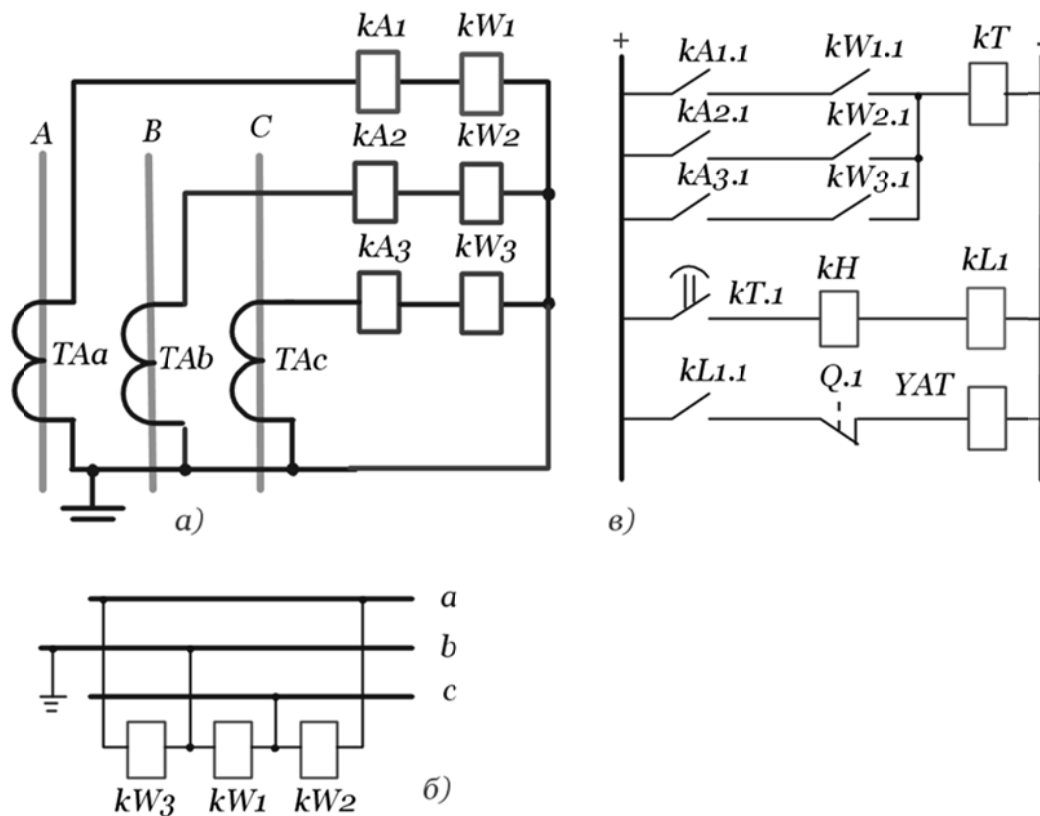 kA1 kW1
A B C
kA2 kW2
kA3 kW3
TAa TAb TAc
а)
+ -
kA1.1 kW1.1 kT
kA2.1 kW2.1
kA3.1 kW3.1
kT.1 kH kL1
kL1.1 Q.1 YAT
в)
a
b
c
kW3 kW1 kW2
б)